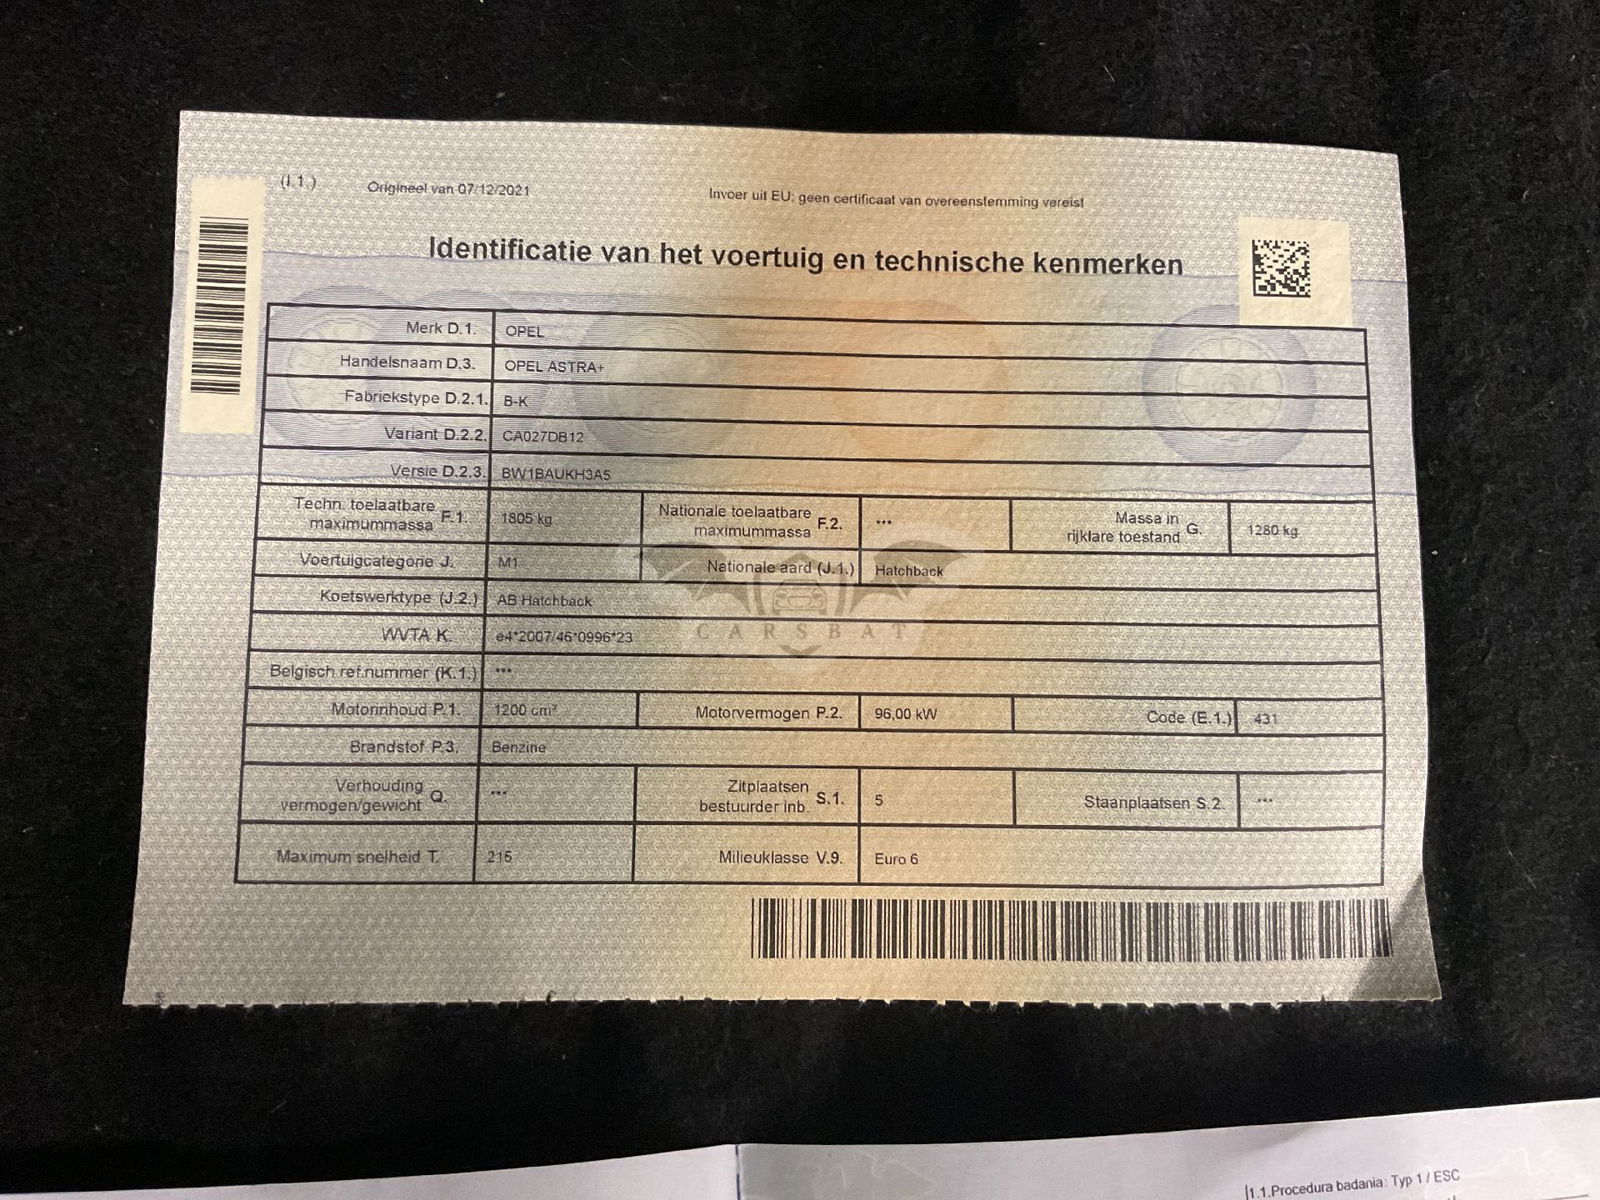 (I.1.) Origineel van 07/12/2021 Invoer uit EU: geen certificaat van overeenstemming vereist
Identificatie van het voertuig en technische kenmerken
Merk D.1. OPEL
Handelsnaam D.3. OPEL ASTRA+
Fabriekstype D.2.1. B-K
Variant D.2.2. CA027DB12
Versie D.2.3. BW1BAUKH3A5
Techn. toelaatbare maximummassa F.1. 1805 kg Nationale toelaatbare maximummassa F.2. *** Massa in rijklare toestand G. 1280 kg
Voertuigcategorie J. M1 Nationale aard (J.1.) Hatchback
Koetswerktype (J.2.) AB Hatchback
CARSBAT
WVTA K. e4*2007/46*0996*23
Belgisch ref.nummer (K.1.) ***
Motorinhoud P.1. 1200 cm³ Motorvermogen P.2. 96,00 kW Code (E.1.) 431
Brandstof P.3. Benzine
Verhouding vermogen/gewicht Q. *** Zitplaatsen bestuurder inb. S.1. 5 Staanplaatsen S.2. ***
Maximum snelheid T. 215 Milieuklasse V.9. Euro 6
1.1.Procedura badania: Typ 1 / ESC